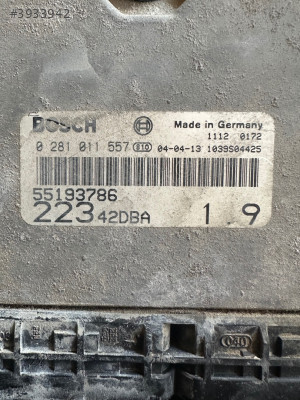 #3933942
BOSCH
Made in Germany
1112 0172
0 281 011 557 810 04-04-13 1039S04425
55193786
223 42DBA 1 9